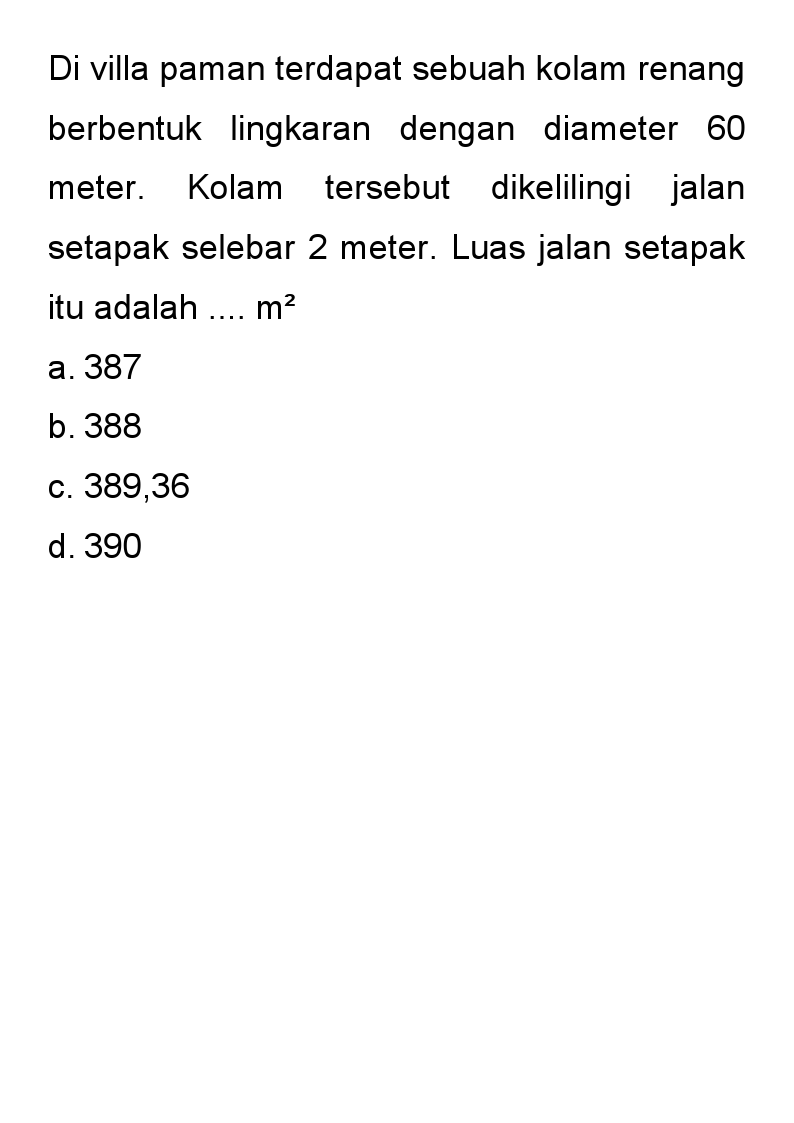 Di villa paman terdapat sebuah kolam renang
berbentuk lingkaran dengan diameter 60
meter. Kolam tersebut dikelilingi jalan
setapak selebar 2 meter. Luas jalan setapak
itu adalah .... m²
a. 387
b. 388
c. 389,36
d. 390